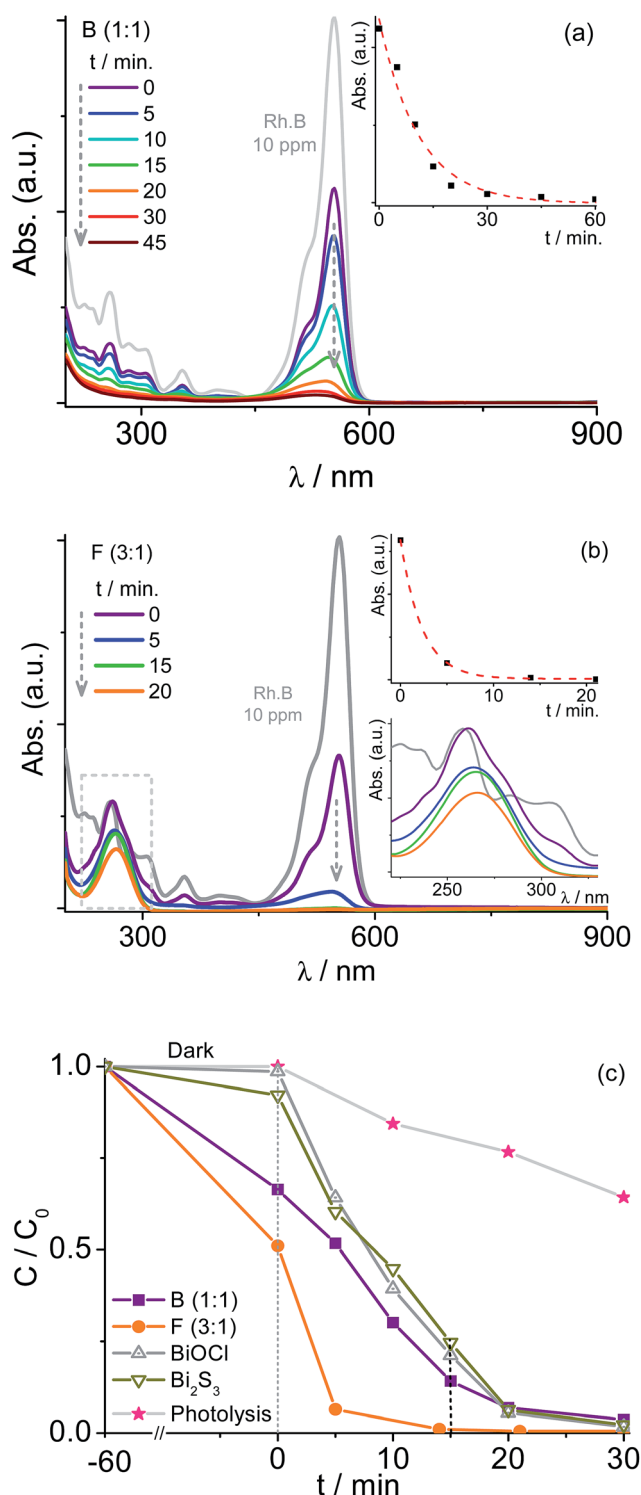 B (1:1)
t / min.
0
5
10
15
20
30
45
Rh.B
10 ppm
(a)
Abs. (a.u.)
0 30 60
t / min.
Abs. (a.u.)
300 600 900
λ / nm
F (3:1)
t / min.
0
5
15
20
Rh.B
10 ppm
(b)
Abs. (a.u.)
0 5 10 15 20
t / min.
Abs. (a.u.)
250 300
λ / nm
Abs. (a.u.)
300 600 900
λ / nm
Dark
(c)
1.0
0.5
0.0
C / C₀
B (1:1)
F (3:1)
BiOCl
Bi₂S₃
Photolysis
-60 // 0 10 20 30
t / min